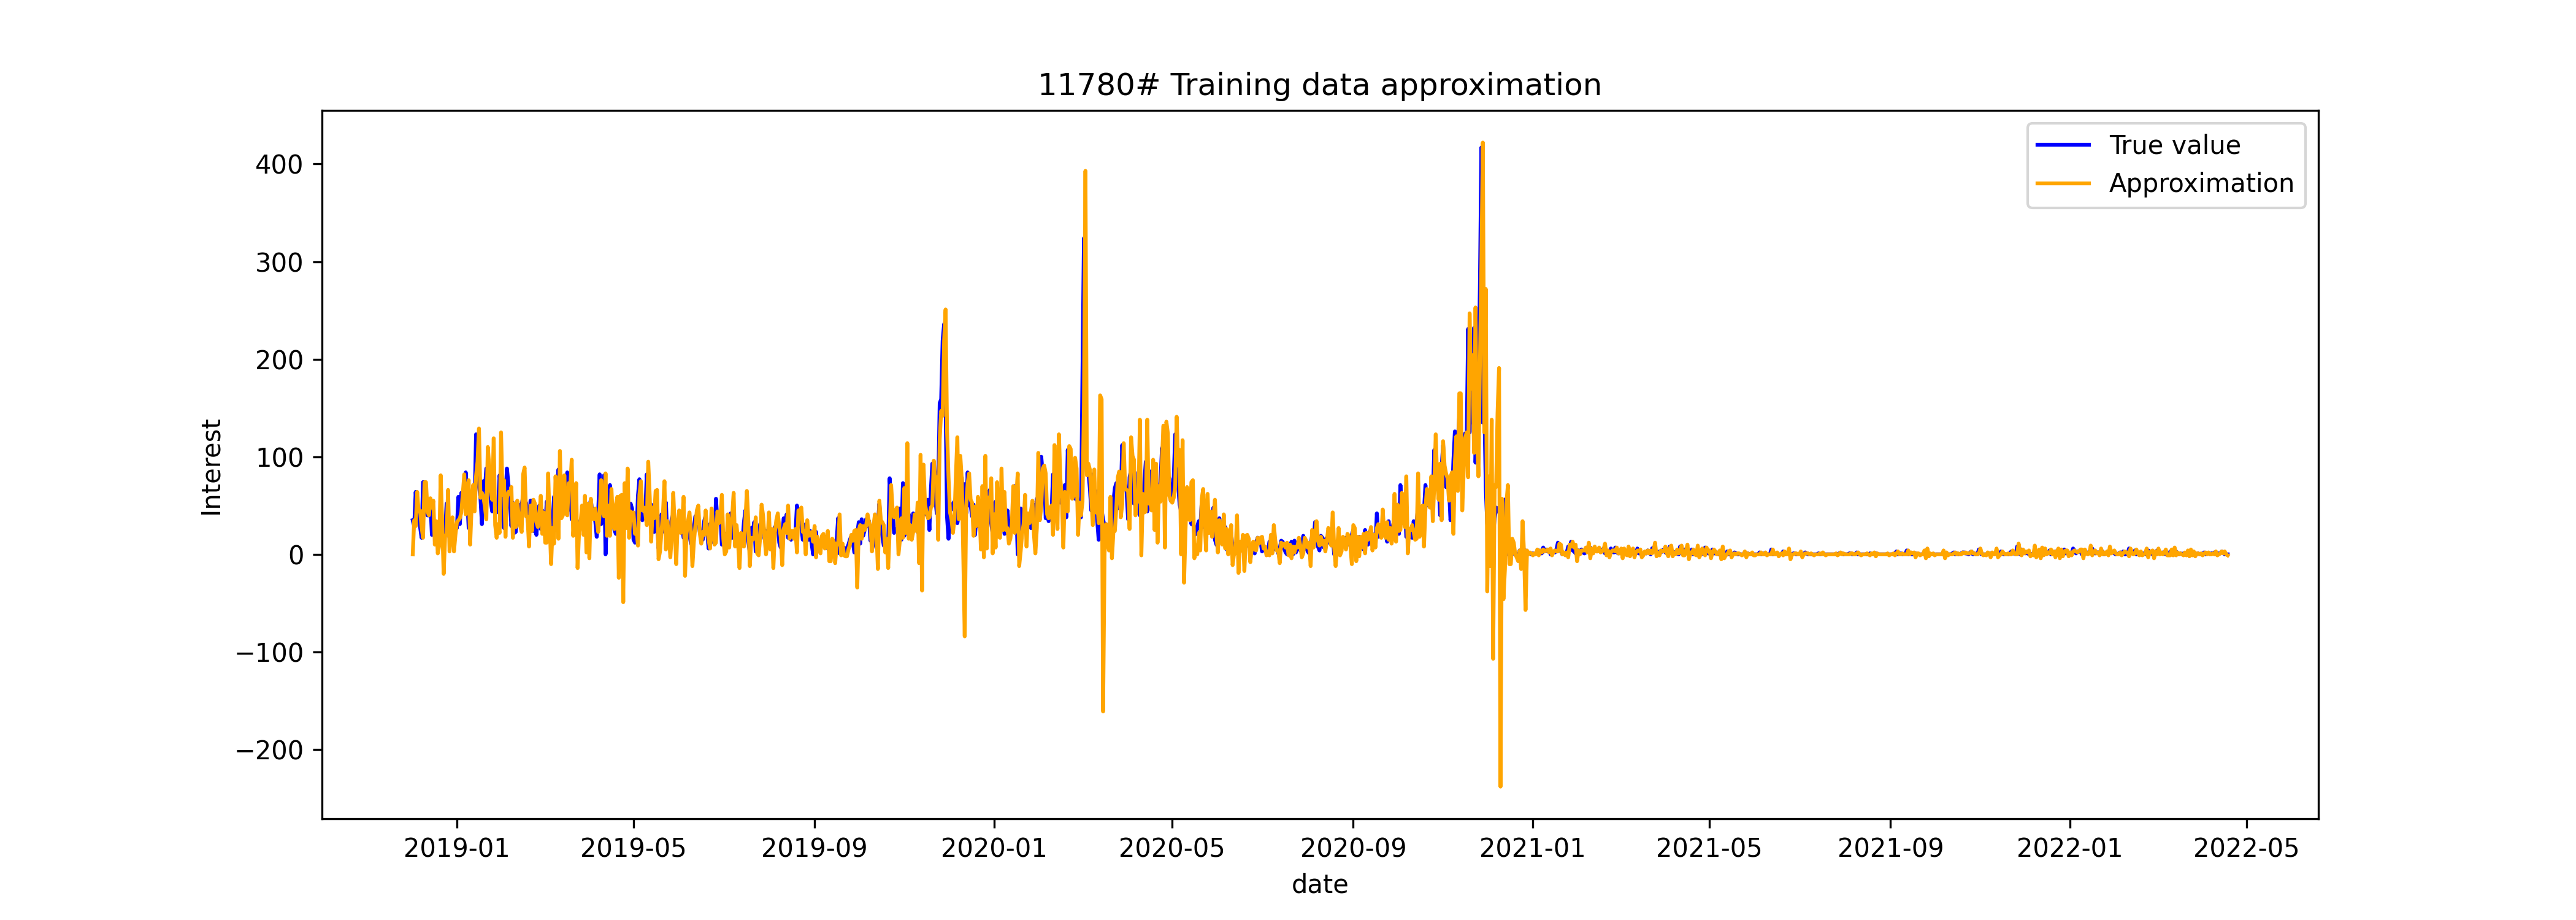 11780# Training data approximation
True value
Approximation
Interest
400
300
200
100
0
−100
−200
2019-01 2019-05 2019-09 2020-01 2020-05 2020-09 2021-01 2021-05 2021-09 2022-01 2022-05
date